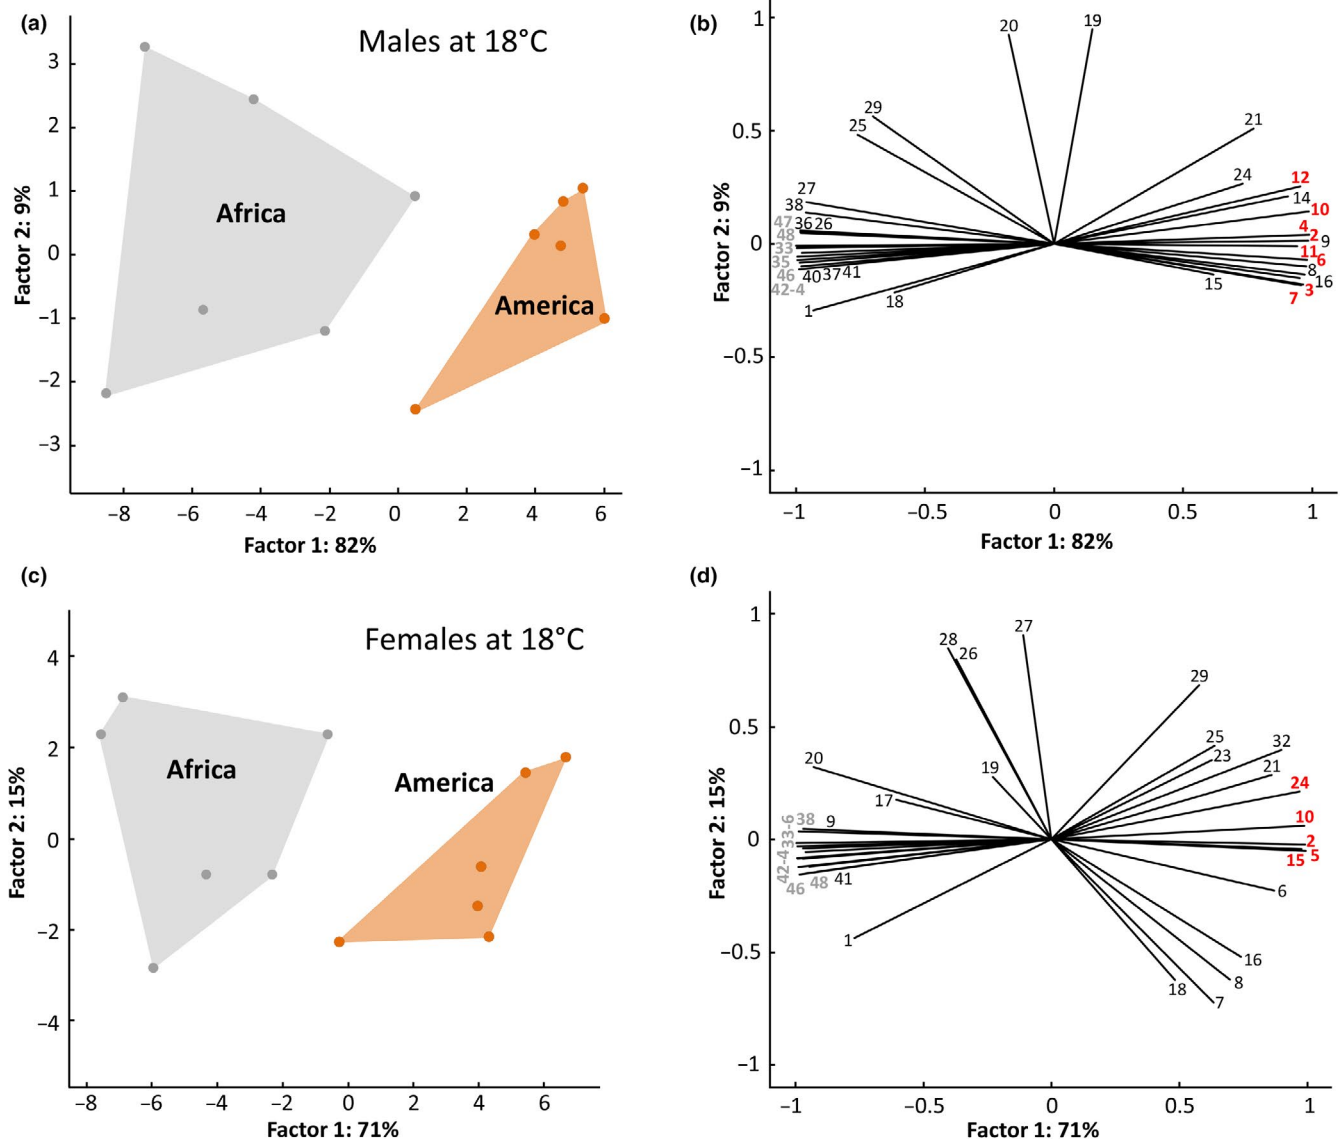 (a)
Males at 18°C
3
2
1
0
−1
−2
−3
Factor 2: 9%
Africa
America
−8 −6 −4 −2 0 2 4 6
Factor 1: 82%
(b)
1
0.5
0
−0.5
−1
Factor 2: 9%
20 19
29
25
21
24
12
14
10
27
38
47 36 26
48
33
35
46 40 37 41
42-4
1
18
4
2 9
11
6
8
15
16
3
7
−1 −0.5 0 0.5 1
Factor 1: 82%
(c)
Females at 18°C
4
2
0
−2
−4
Factor 2: 15%
Africa
America
−8 −6 −4 −2 0 2 4 6
Factor 1: 71%
(d)
1
0.5
0
−0.5
−1
Factor 2: 15%
28 26 27
29
25
23
32
21
24
20
19
17
10
33-6 38 9
42-4
46 48 41
2
15 5
6
1
16
8
18
7
−1 −0.5 0 0.5 1
Factor 1: 71%